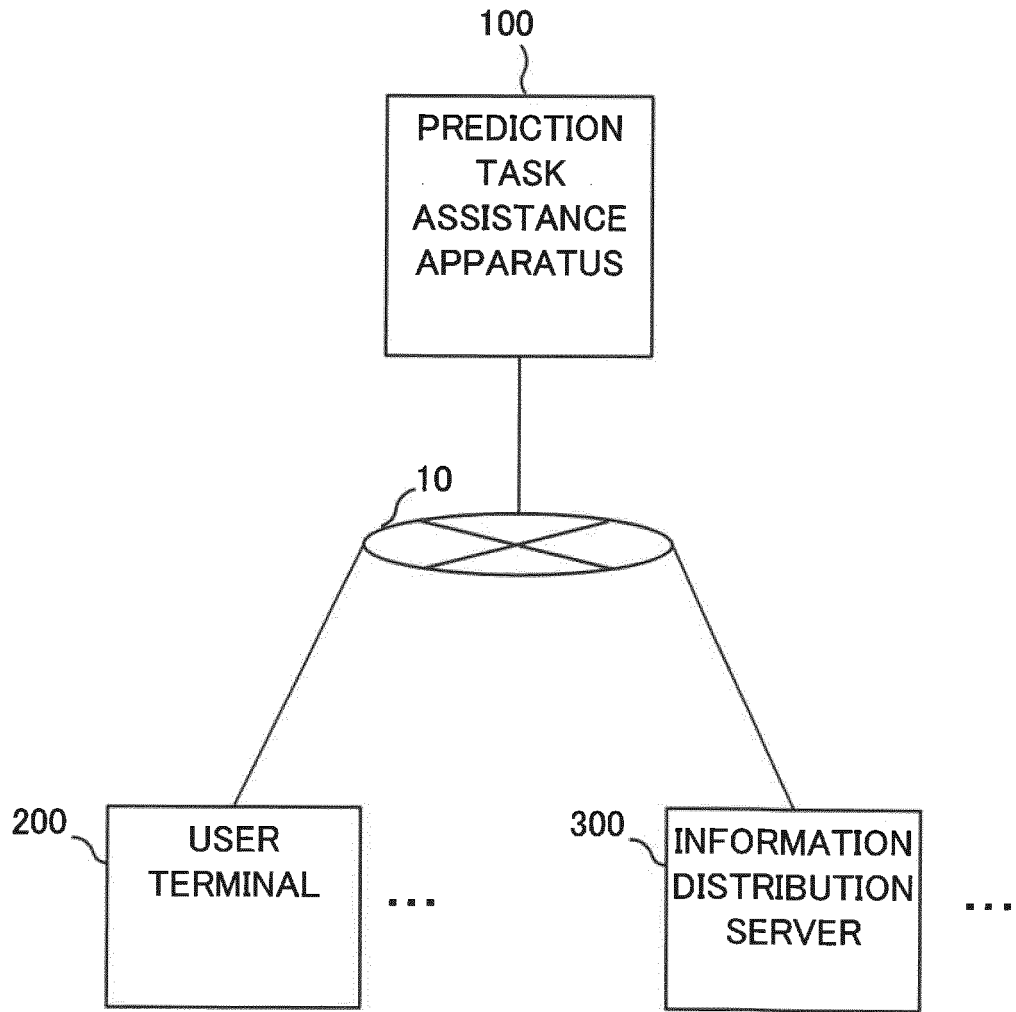 100
PREDICTION
TASK
ASSISTANCE
APPARATUS
10
200
USER
TERMINAL
...
300
INFORMATION
DISTRIBUTION
SERVER
...